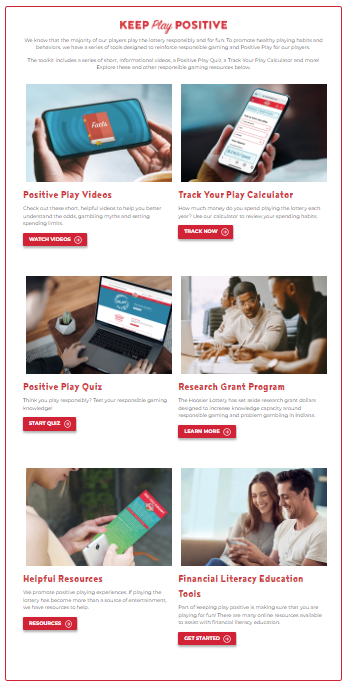 KEEP Play POSITIVE
We know that the majority of our players play the lottery responsibly and for fun. To promote healthy playing habits and
behaviors, we have a series of tools designed to reinforce responsible gaming and Positive Play for our players.
The toolkit includes a series of short, informational videos, a Positive Play Quiz, a Track Your Play Calculator and more!
Explore these and other responsible gaming resources below.
Facts
Positive Play Videos
Check out these short, helpful videos to help you better
understand the odds, gambling myths and setting
spending limits.
WATCH VIDEOS
Track Your Play Calculator
How much money do you spend playing the lottery each
year? Use our calculator to review your spending habits.
TRACK NOW
Positive Play Quiz
Think you play responsibly? Test your responsible gaming
knowledge!
START QUIZ
Research Grant Program
The Hoosier Lottery has set aside research grant dollars
designed to increase knowledge capacity around
responsible gaming and problem gambling in Indiana.
LEARN MORE
Helpful Resources
We promote positive playing experiences. If playing the
lottery has become more than a source of entertainment,
we have resources to help.
RESOURCES
Financial Literacy Education
Tools
Part of keeping play positive is making sure that you are
playing for fun! There are many online resources available
to assist with financial literacy education.
GET STARTED